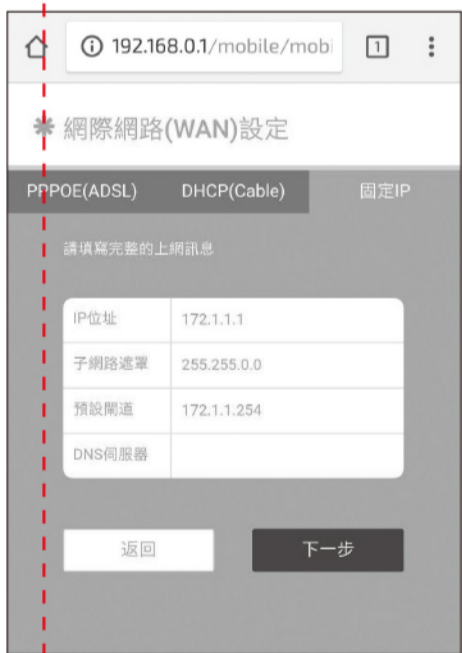 192.168.0.1/mobile/mobi 1
網際網路(WAN)設定
PPPOE(ADSL) DHCP(Cable) 固定IP
請填寫完整的上網訊息
IP位址 172.1.1.1
子網路遮罩 255.255.0.0
預設閘道 172.1.1.254
DNS伺服器
返回 下一步